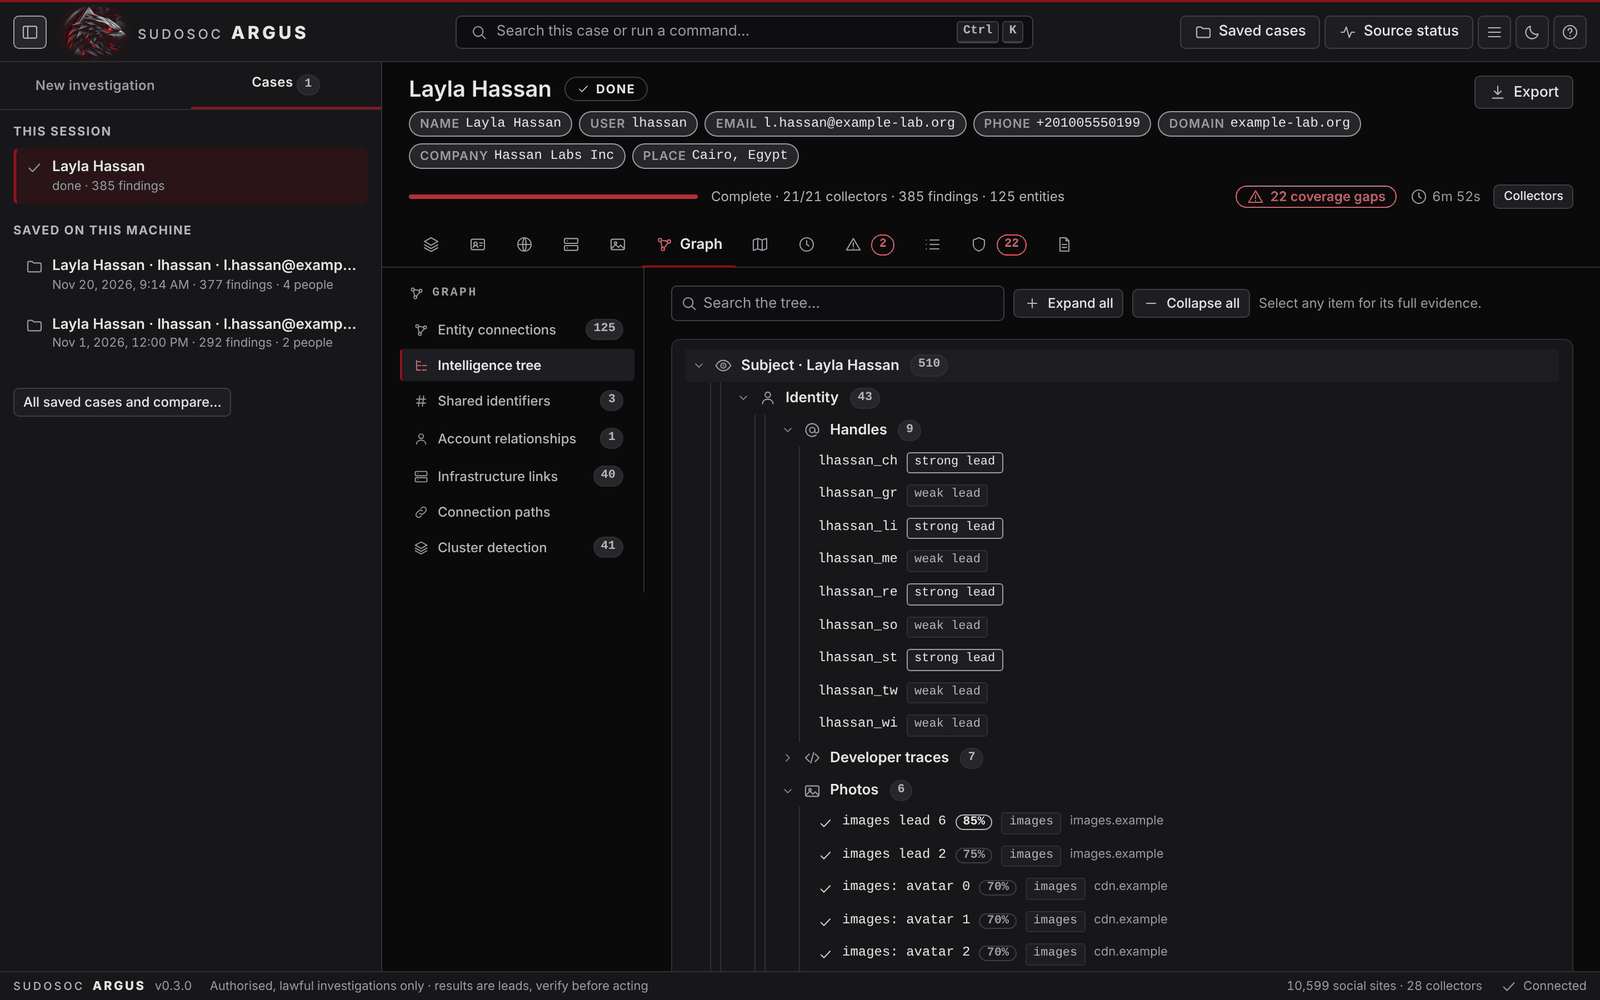 SUDOSOC ARGUS
Search this case or run a command...
Ctrl K
Saved cases
Source status
New investigation
Cases 1
THIS SESSION
Layla Hassan
done · 385 findings
SAVED ON THIS MACHINE
Layla Hassan · lhassan · l.hassan@examp...
Nov 20, 2026, 9:14 AM · 377 findings · 4 people
Layla Hassan · lhassan · l.hassan@examp...
Nov 1, 2026, 12:00 PM · 292 findings · 2 people
All saved cases and compare...
Layla Hassan DONE
Export
NAME Layla Hassan USER lhassan EMAIL l.hassan@example-lab.org PHONE +201005550199 DOMAIN example-lab.org
COMPANY Hassan Labs Inc PLACE Cairo, Egypt
Complete · 21/21 collectors · 385 findings · 125 entities
22 coverage gaps
6m 52s
Collectors
Graph
2
22
GRAPH
Entity connections 125
Intelligence tree
Shared identifiers 3
Account relationships 1
Infrastructure links 40
Connection paths
Cluster detection 41
Search the tree...
Expand all
Collapse all
Select any item for its full evidence.
Subject · Layla Hassan 510
Identity 43
Handles 9
lhassan_ch strong lead
lhassan_gr weak lead
lhassan_li strong lead
lhassan_me weak lead
lhassan_re strong lead
lhassan_so weak lead
lhassan_st strong lead
lhassan_tw weak lead
lhassan_wi weak lead
Developer traces 7
Photos 6
images lead 6 85% images images.example
images lead 2 75% images images.example
images: avatar 0 70% images cdn.example
images: avatar 1 70% images cdn.example
images: avatar 2 70% images cdn.example
SUDOSOC ARGUS v0.3.0 Authorised, lawful investigations only · results are leads, verify before acting
10,599 social sites · 28 collectors
Connected